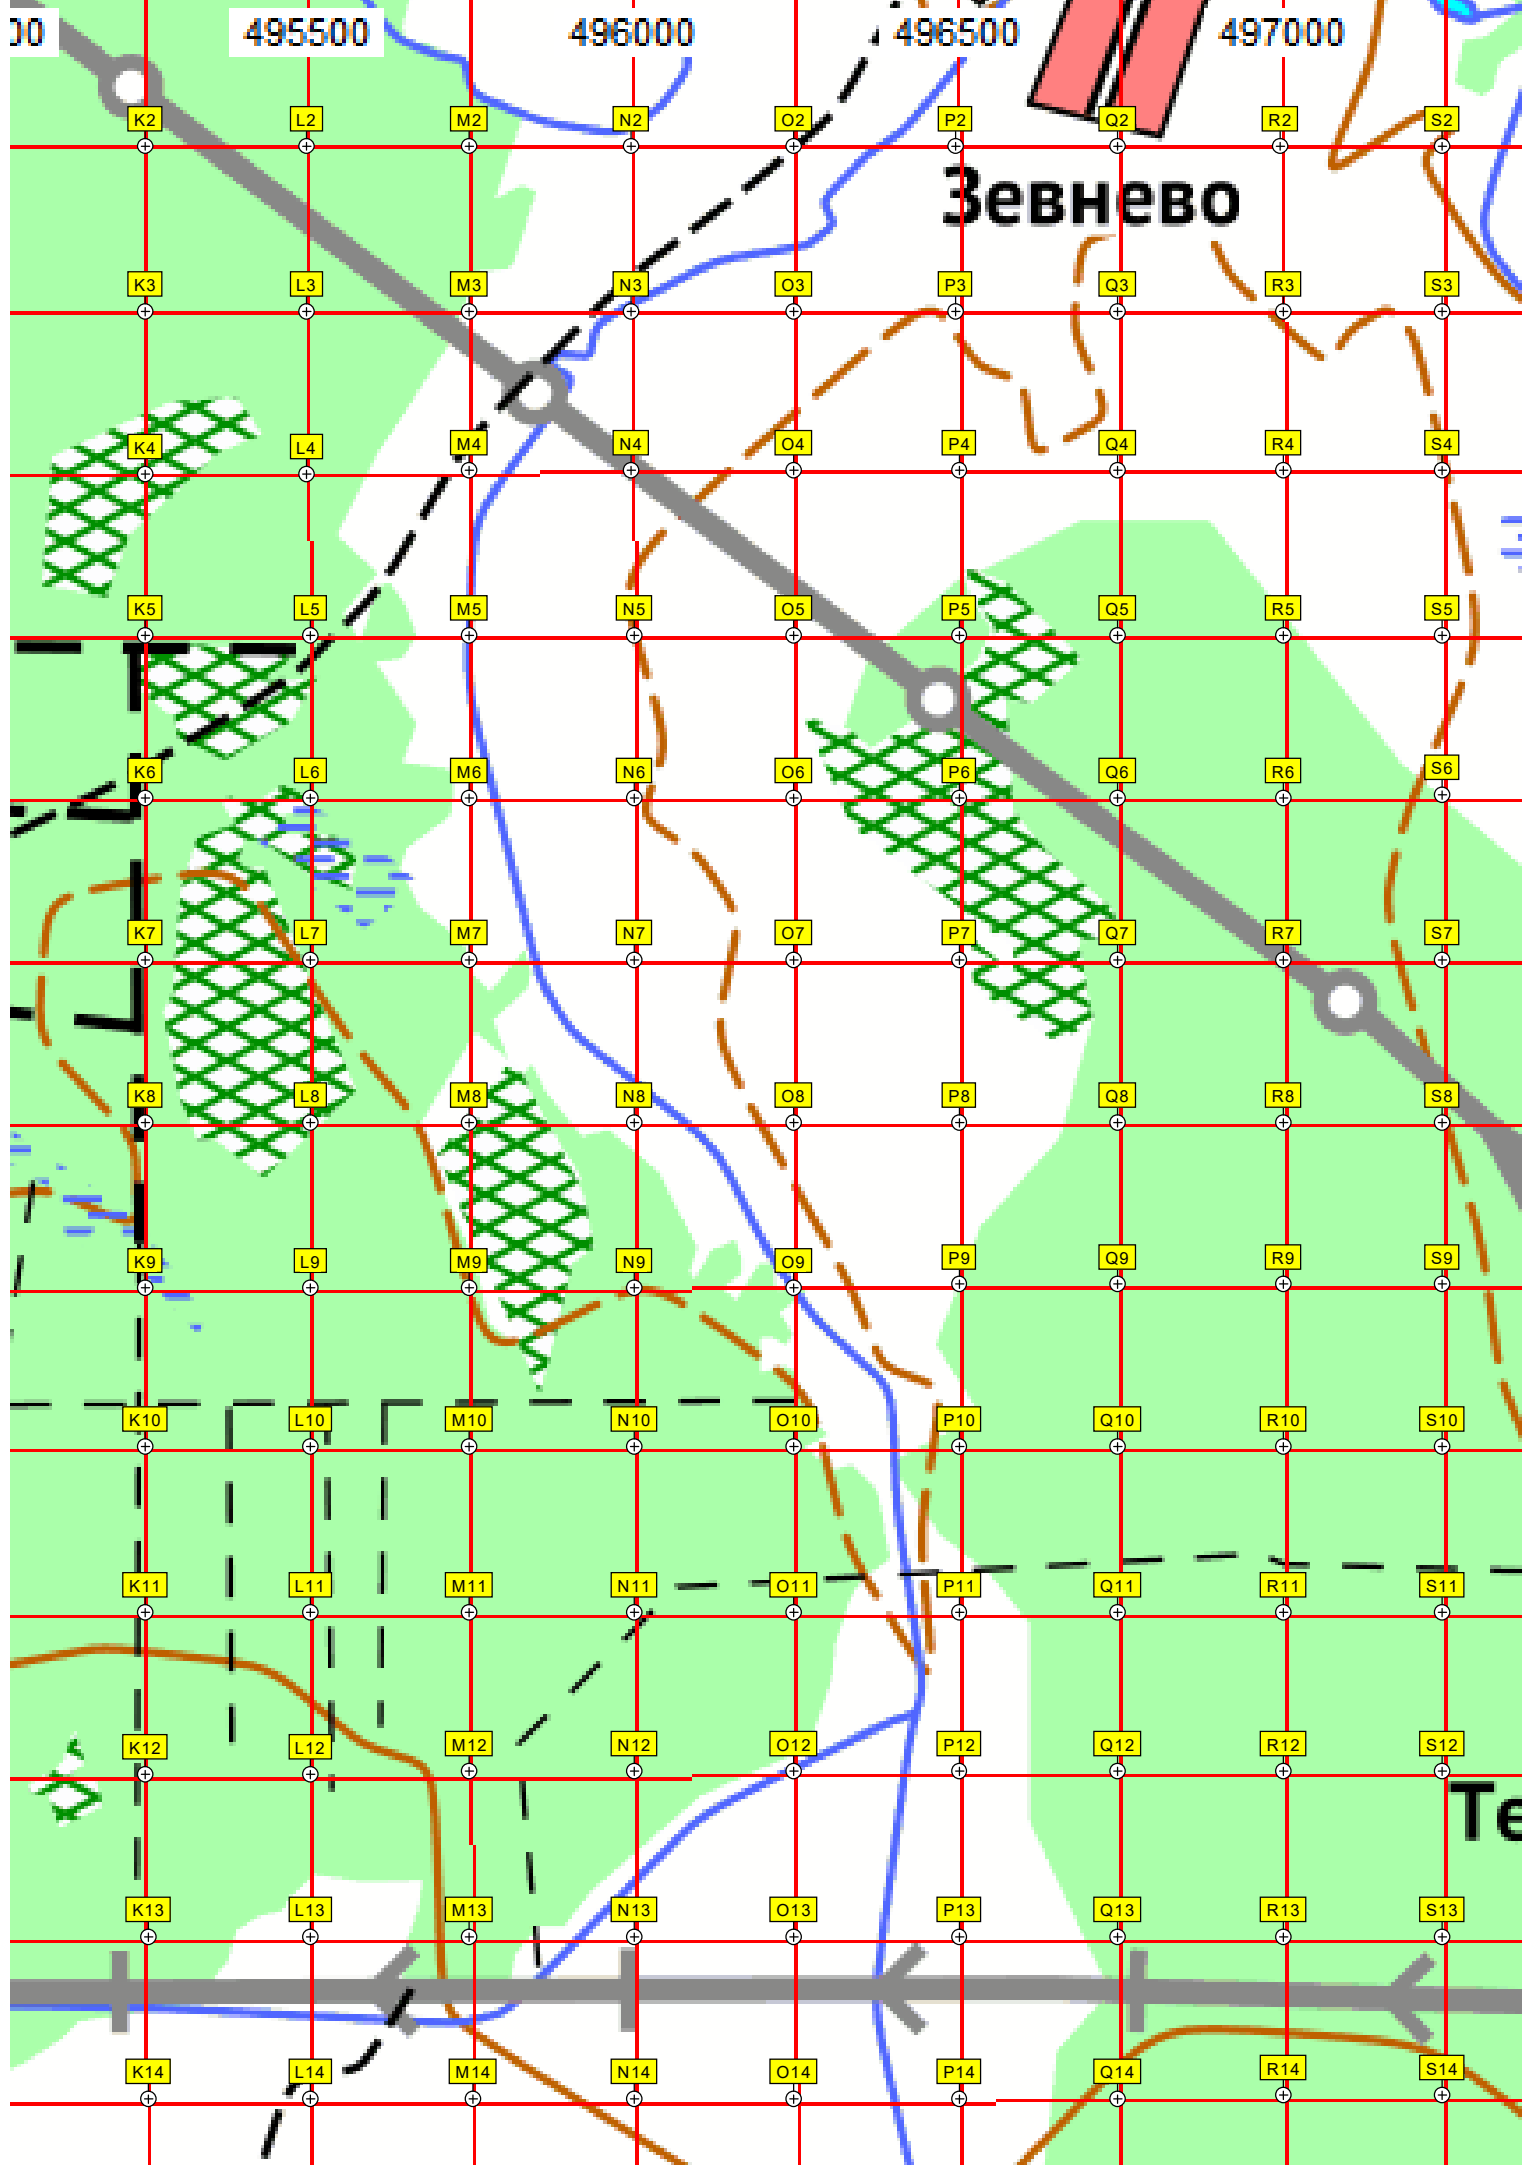 00 495500 496000 496500 497000
K2 L2 M2 N2 O2 P2 Q2 R2 S2
Зевнево
K3 L3 M3 N3 O3 P3 Q3 R3 S3
K4 L4 M4 N4 O4 P4 Q4 R4 S4
K5 L5 M5 N5 O5 P5 Q5 R5 S5
K6 L6 M6 N6 O6 P6 Q6 R6 S6
K7 L7 M7 N7 O7 P7 Q7 R7 S7
K8 L8 M8 N8 O8 P8 Q8 R8 S8
K9 L9 M9 N9 O9 P9 Q9 R9 S9
K10 L10 M10 N10 O10 P10 Q10 R10 S10
K11 L11 M11 N11 O11 P11 Q11 R11 S11
K12 L12 M12 N12 O12 P12 Q12 R12 S12
Те
K13 L13 M13 N13 O13 P13 Q13 R13 S13
K14 L14 M14 N14 O14 P14 Q14 R14 S14